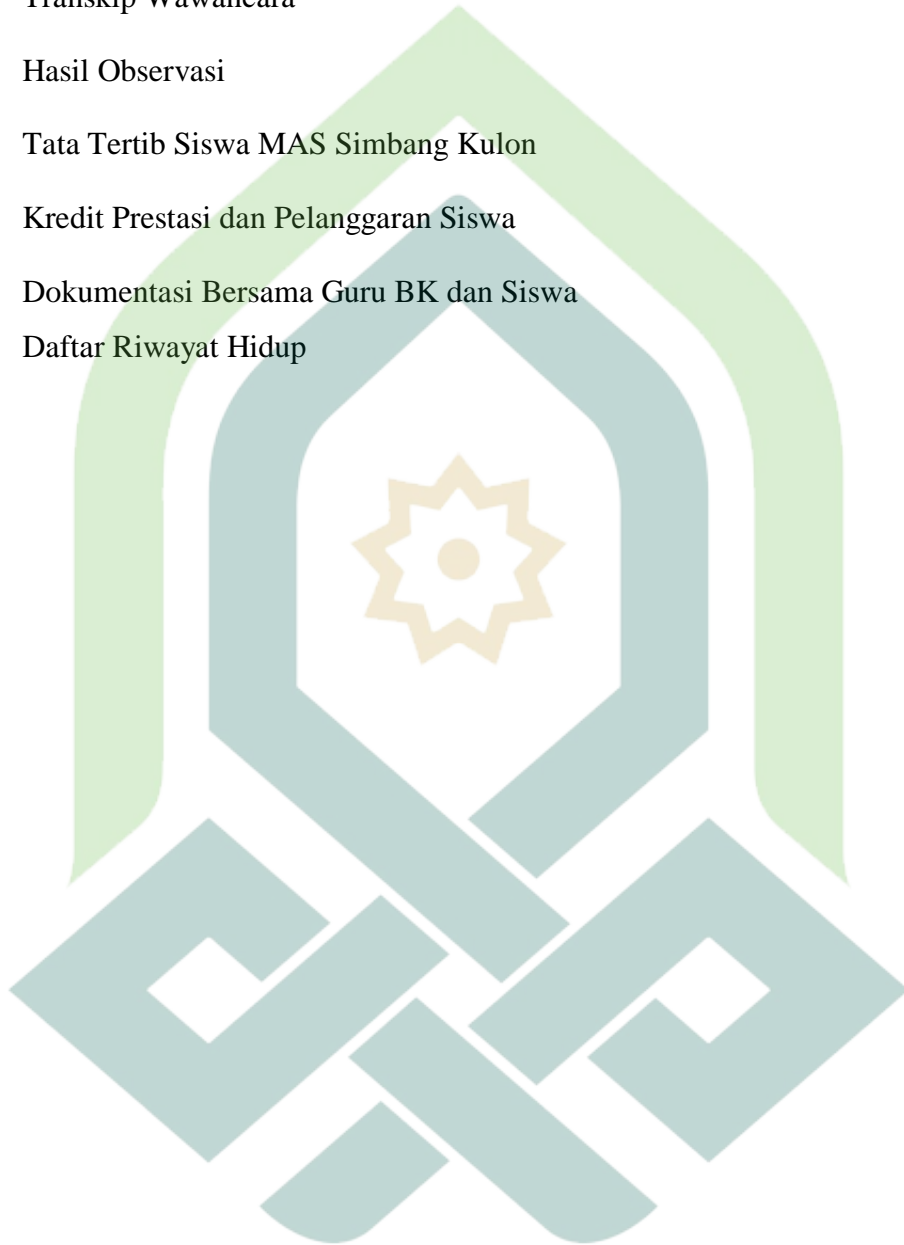 Transkip Wawancara
Hasil Observasi
Tata Tertib Siswa MAS Simbang Kulon
Kredit Prestasi dan Pelanggaran Siswa
Dokumentasi Bersama Guru BK dan Siswa
Daftar Riwayat Hidup